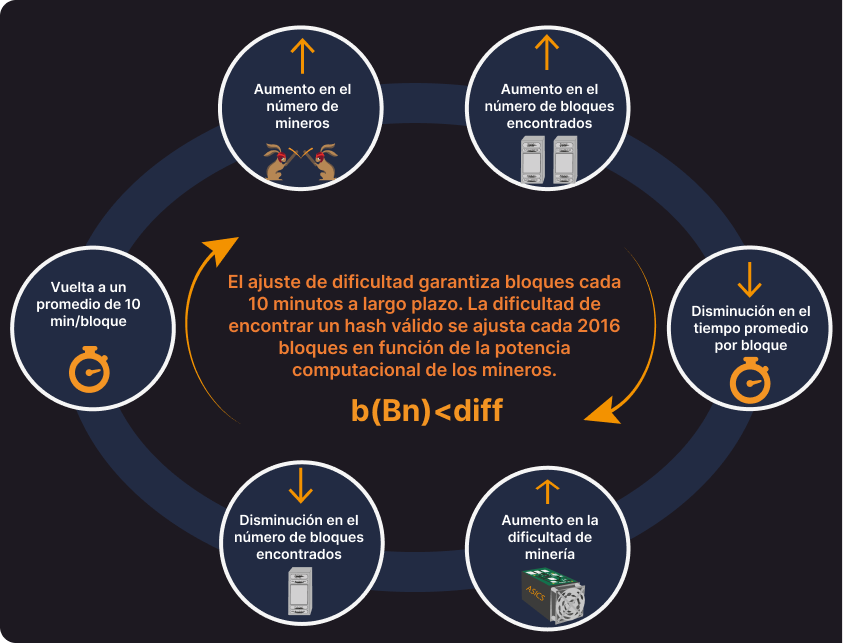 Aumento en el
número de
mineros
Aumento en el
número de bloques
encontrados
Vuelta a un
promedio de 10
min/bloque
El ajuste de dificultad garantiza bloques cada
10 minutos a largo plazo. La dificultad de
encontrar un hash válido se ajusta cada 2016
bloques en función de la potencia
computacional de los mineros.
b(Bn)<diff
Disminución en el
tiempo promedio
por bloque
Disminución en el
número de bloques
encontrados
Aumento en la
dificultad de
minería
ASICS